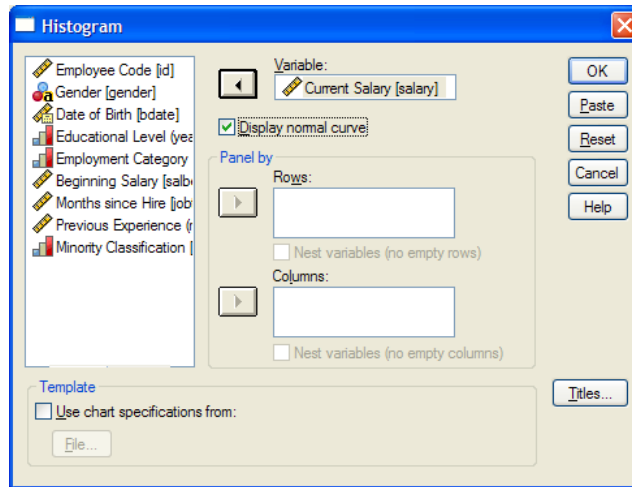 Histogram
Employee Code [id]
Gender [gender]
Date of Birth [bdate]
Educational Level (yea
Employment Category
Beginning Salary [salb
Months since Hire [job
Previous Experience (r
Minority Classification [
Variable:
Current Salary [salary]
Display normal curve
Panel by
Rows:
Nest variables (no empty rows)
Columns:
Nest variables (no empty columns)
OK
Paste
Reset
Cancel
Help
Template
Use chart specifications from:
File...
Titles...